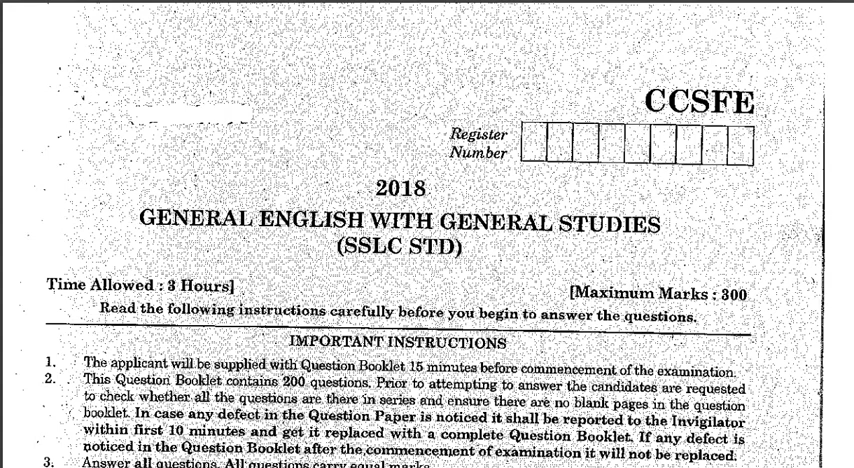 CCSFE
Register
Number
2018
GENERAL ENGLISH WITH GENERAL STUDIES
(SSLC STD)
Time Allowed : 3 Hours]
[Maximum Marks : 300
Read the following instructions carefully before you begin to answer the questions.
IMPORTANT INSTRUCTIONS
1. The applicant will be supplied with Question Booklet 15 minutes before commencement of the examination.
2. This Question Booklet contains 200 questions. Prior to attempting to answer the candidates are requested
to check whether all the questions are there in series and ensure there are no blank pages in the question
booklet. In case any defect in the Question Paper is noticed it shall be reported to the Invigilator
within first 10 minutes and get it replaced with a complete Question Booklet. If any defect is
noticed in the Question Booklet after the commencement of examination it will not be replaced.
3. Answer all questions. All questions carry equal marks.